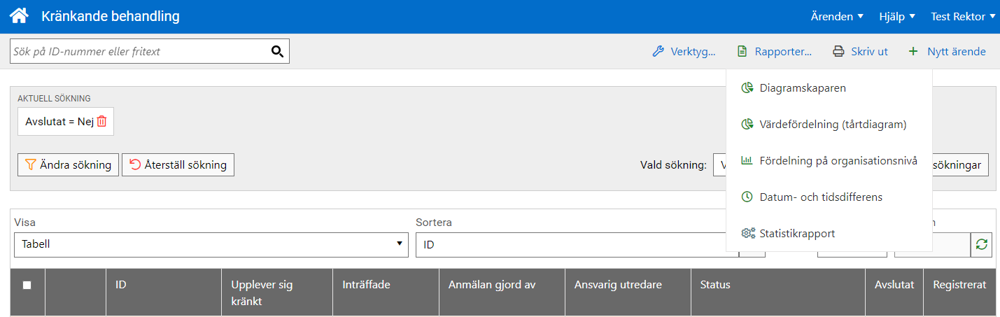 Kränkande behandling
Ärenden
Hjälp
Test Rektor
Sök på ID-nummer eller fritext
Verktyg...
Rapporter...
Skriv ut
Nytt ärende
Diagramskaparen
Värdefördelning (tårtdiagram)
Fördelning på organisationsnivå
Datum- och tidsdifferens
Statistikrapport
AKTUELL SÖKNING
Avslutat = Nej
Ändra sökning
Återställ sökning
Vald sökning:
sökningar
Visa
Sortera
Tabell
ID
ID
Upplever sig
kränkt
Inträffade
Anmälan gjord av
Ansvarig utredare
Status
Avslutat
Registrerat